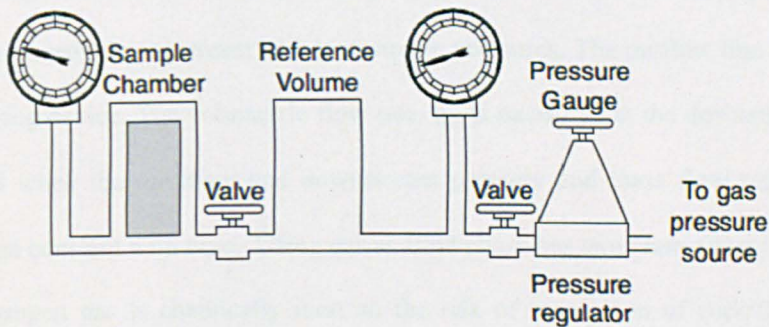 Sample
Chamber
Reference
Volume
Pressure
Gauge
Valve
Valve
To gas
pressure
source
Pressure
regulator